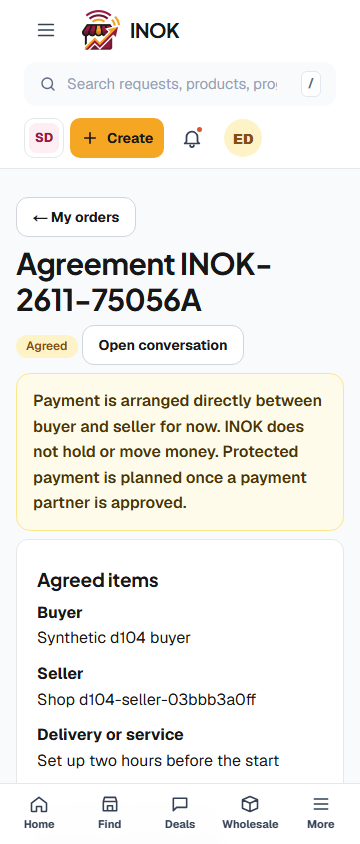 INOK
Search requests, products, pro
/
SD
+ Create
ED
← My orders
Agreement INOK-
2611-75056A
Agreed
Open conversation
Payment is arranged directly between
buyer and seller for now. INOK does
not hold or move money. Protected
payment is planned once a payment
partner is approved.
Agreed items
Buyer
Synthetic d104 buyer
Seller
Shop d104-seller-03bbb3a0ff
Delivery or service
Set up two hours before the start
Home
Find
Deals
Wholesale
More